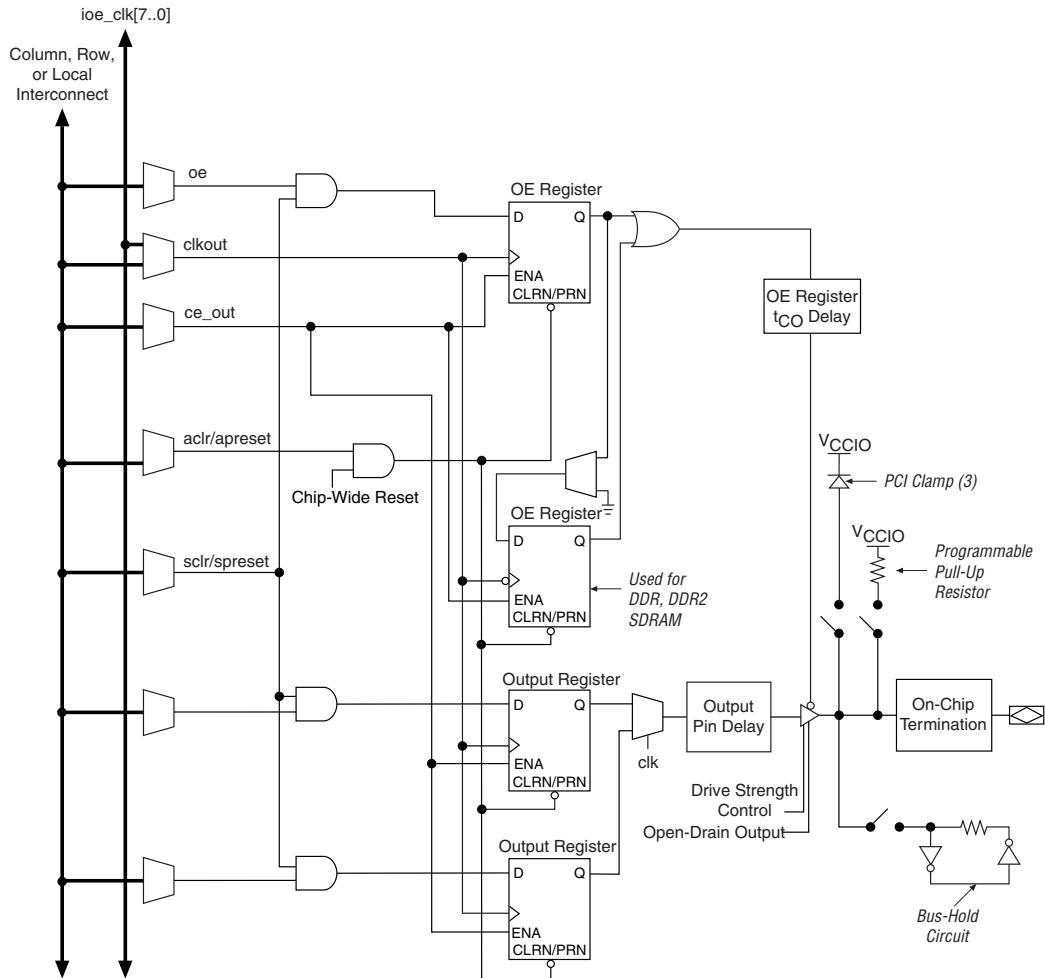 ioe_clk[7..0]
Column, Row,
or Local
Interconnect
oe
OE Register
D
Q
clkout
ENA
CLRN/PRN
OE Register
tCO Delay
ce_out
aclr/apreset
Chip-Wide Reset
VCCIO
PCI Clamp (3)
OE Register
D
Q
VCCIO
Programmable
Pull-Up
Resistor
sclr/spreset
Used for
DDR, DDR2
SDRAM
ENA
CLRN/PRN
Output Register
D
Q
ENA
CLRN/PRN
clk
Output
Pin Delay
On-Chip
Termination
Drive Strength
Control
Open-Drain Output
Output Register
D
Q
ENA
CLRN/PRN
Bus-Hold
Circuit